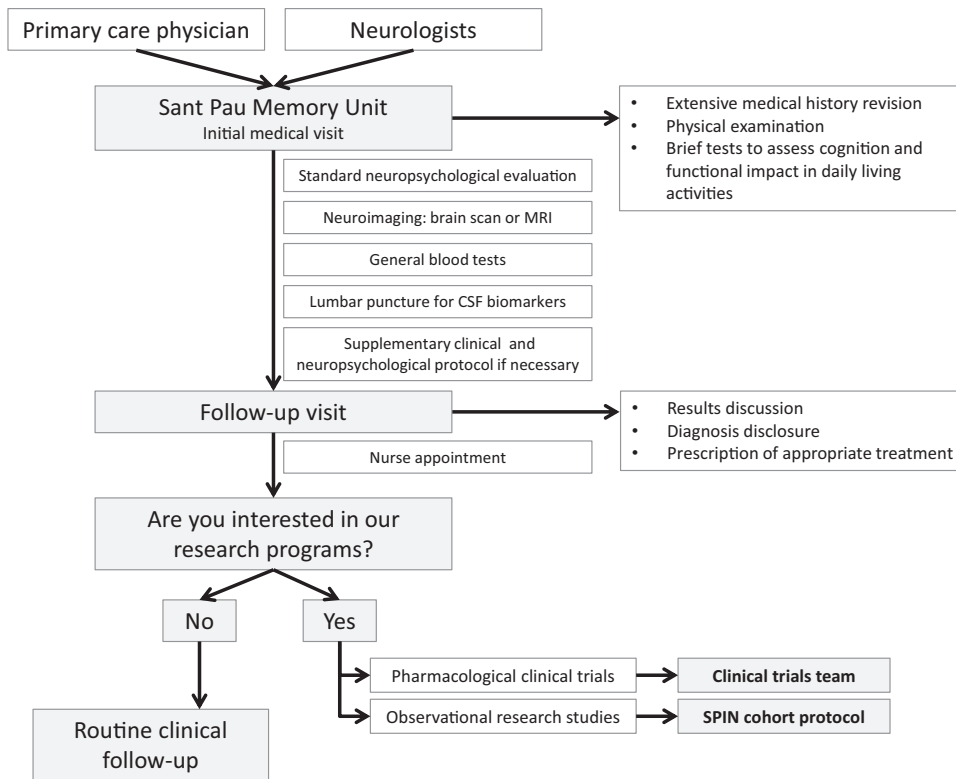 Primary care physician
Neurologists
Sant Pau Memory Unit
Initial medical visit
• Extensive medical history revision
• Physical examination
• Brief tests to assess cognition and
functional impact in daily living
activities
Standard neuropsychological evaluation
Neuroimaging: brain scan or MRI
General blood tests
Lumbar puncture for CSF biomarkers
Supplementary clinical and
neuropsychological protocol if necessary
Follow-up visit
• Results discussion
• Diagnosis disclosure
• Prescription of appropriate treatment
Nurse appointment
Are you interested in our
research programs?
No
Yes
Pharmacological clinical trials
Clinical trials team
Observational research studies
SPIN cohort protocol
Routine clinical
follow-up